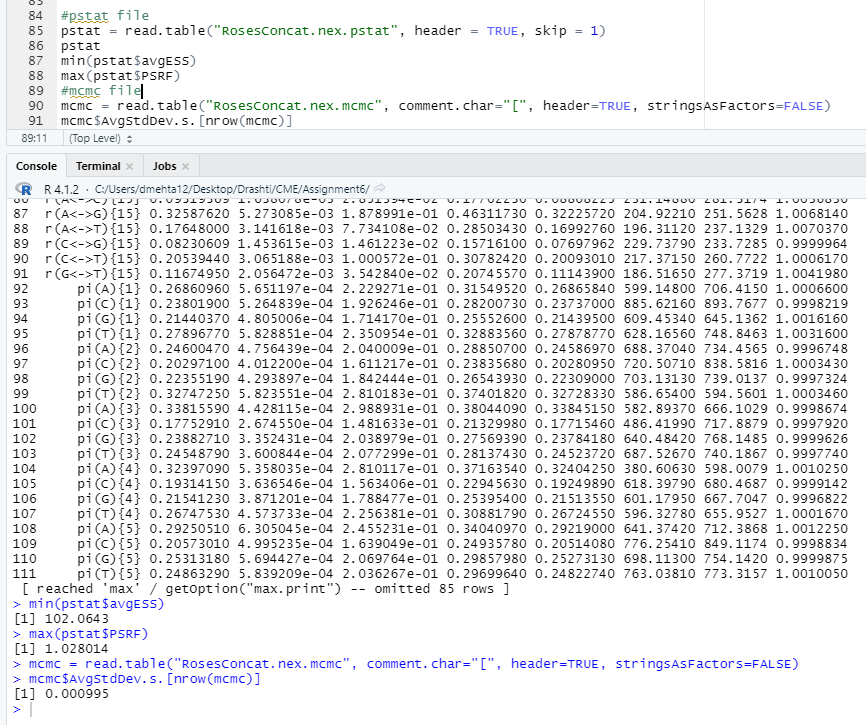 84 #pstat file
85 pstat = read.table("RosesConcat.nex.pstat", header = TRUE, skip = 1)
86 pstat
87 min(pstat$avgESS)
88 max(pstat$PSRF)
89 #mcmc file
90 mcmc = read.table("RosesConcat.nex.mcmc", comment.char="[", header=TRUE, stringsAsFactors=FALSE)
91 mcmc$AvgStdDev.s.[nrow(mcmc)]
89:11 (Top Level)
Console Terminal × Jobs ×
R 4.1.2 · C:/Users/dmehta12/Desktop/Drashti/CME/Assignment6/
87 r(A<->G){15} 0.32587620 5.273085e-03 1.878991e-01 0.46311730 0.32225720 204.92210 251.5628 1.0068140
88 r(A<->T){15} 0.17648000 3.141618e-03 7.734108e-02 0.28503430 0.16992760 196.31120 237.1329 1.0070370
89 r(C<->G){15} 0.08230609 1.453615e-03 1.461223e-02 0.15716100 0.07697962 229.73790 233.7285 0.9999964
90 r(C<->T){15} 0.20539440 3.065188e-03 1.000572e-01 0.30782420 0.20093010 217.37150 260.7722 1.0006170
91 r(G<->T){15} 0.11674950 2.056472e-03 3.542840e-02 0.20745570 0.11143900 186.51650 277.3719 1.0041980
92 pi(A){1} 0.26860960 5.651197e-04 2.229271e-01 0.31549520 0.26865840 599.14800 706.4150 1.0006600
93 pi(C){1} 0.23801900 5.264839e-04 1.926246e-01 0.28200730 0.23737000 885.62160 893.7677 0.9998219
94 pi(G){1} 0.21440370 4.805006e-04 1.714170e-01 0.25552600 0.21439500 609.45340 645.1362 1.0016160
95 pi(T){1} 0.27896770 5.828851e-04 2.350954e-01 0.32883560 0.27878770 628.16560 748.8463 1.0031600
96 pi(A){2} 0.24600470 4.756439e-04 2.040009e-01 0.28850700 0.24586970 688.37040 734.4565 0.9996748
97 pi(C){2} 0.20297100 4.012200e-04 1.611217e-01 0.23835680 0.20280950 720.50710 838.5816 1.0003430
98 pi(G){2} 0.22355190 4.293897e-04 1.842444e-01 0.26543930 0.22309000 703.13130 739.0137 0.9997324
99 pi(T){2} 0.32747250 5.823551e-04 2.810183e-01 0.37401820 0.32728330 586.65400 594.5601 1.0003460
100 pi(A){3} 0.33815590 4.428115e-04 2.988931e-01 0.38044090 0.33845150 582.89370 666.1029 0.9998674
101 pi(C){3} 0.17752910 2.674550e-04 1.481633e-01 0.21329980 0.17715460 486.41990 717.8879 0.9997920
102 pi(G){3} 0.23882710 3.352431e-04 2.038979e-01 0.27569390 0.23784180 640.48420 768.1485 0.9999626
103 pi(T){3} 0.24548790 3.600844e-04 2.077299e-01 0.28137430 0.24523720 687.52670 740.1867 0.9997740
104 pi(A){4} 0.32397090 5.358035e-04 2.810117e-01 0.37163540 0.32404250 380.60630 598.0079 1.0010250
105 pi(C){4} 0.19314150 3.636546e-04 1.563406e-01 0.22945630 0.19249890 618.39790 680.4687 0.9999142
106 pi(G){4} 0.21541230 3.871201e-04 1.788477e-01 0.25395400 0.21513550 601.17950 667.7047 0.9996822
107 pi(T){4} 0.26747530 4.573733e-04 2.256381e-01 0.30881790 0.26724550 596.32780 655.9527 1.0001670
108 pi(A){5} 0.29250510 6.305045e-04 2.455231e-01 0.34040970 0.29219000 641.37420 712.3868 1.0012250
109 pi(C){5} 0.20573010 4.995235e-04 1.639049e-01 0.24935780 0.20514080 776.25410 849.1174 0.9998834
110 pi(G){5} 0.25313180 5.694427e-04 2.069764e-01 0.29857980 0.25273130 698.11300 754.1420 0.9999875
111 pi(T){5} 0.24863290 5.839209e-04 2.036267e-01 0.29699640 0.24822740 763.03810 773.3157 1.0010050
[ reached 'max' / getOption("max.print") -- omitted 85 rows ]
> min(pstat$avgESS)
[1] 102.0643
> max(pstat$PSRF)
[1] 1.028014
> mcmc = read.table("RosesConcat.nex.mcmc", comment.char="[", header=TRUE, stringsAsFactors=FALSE)
> mcmc$AvgStdDev.s.[nrow(mcmc)]
[1] 0.000995
>